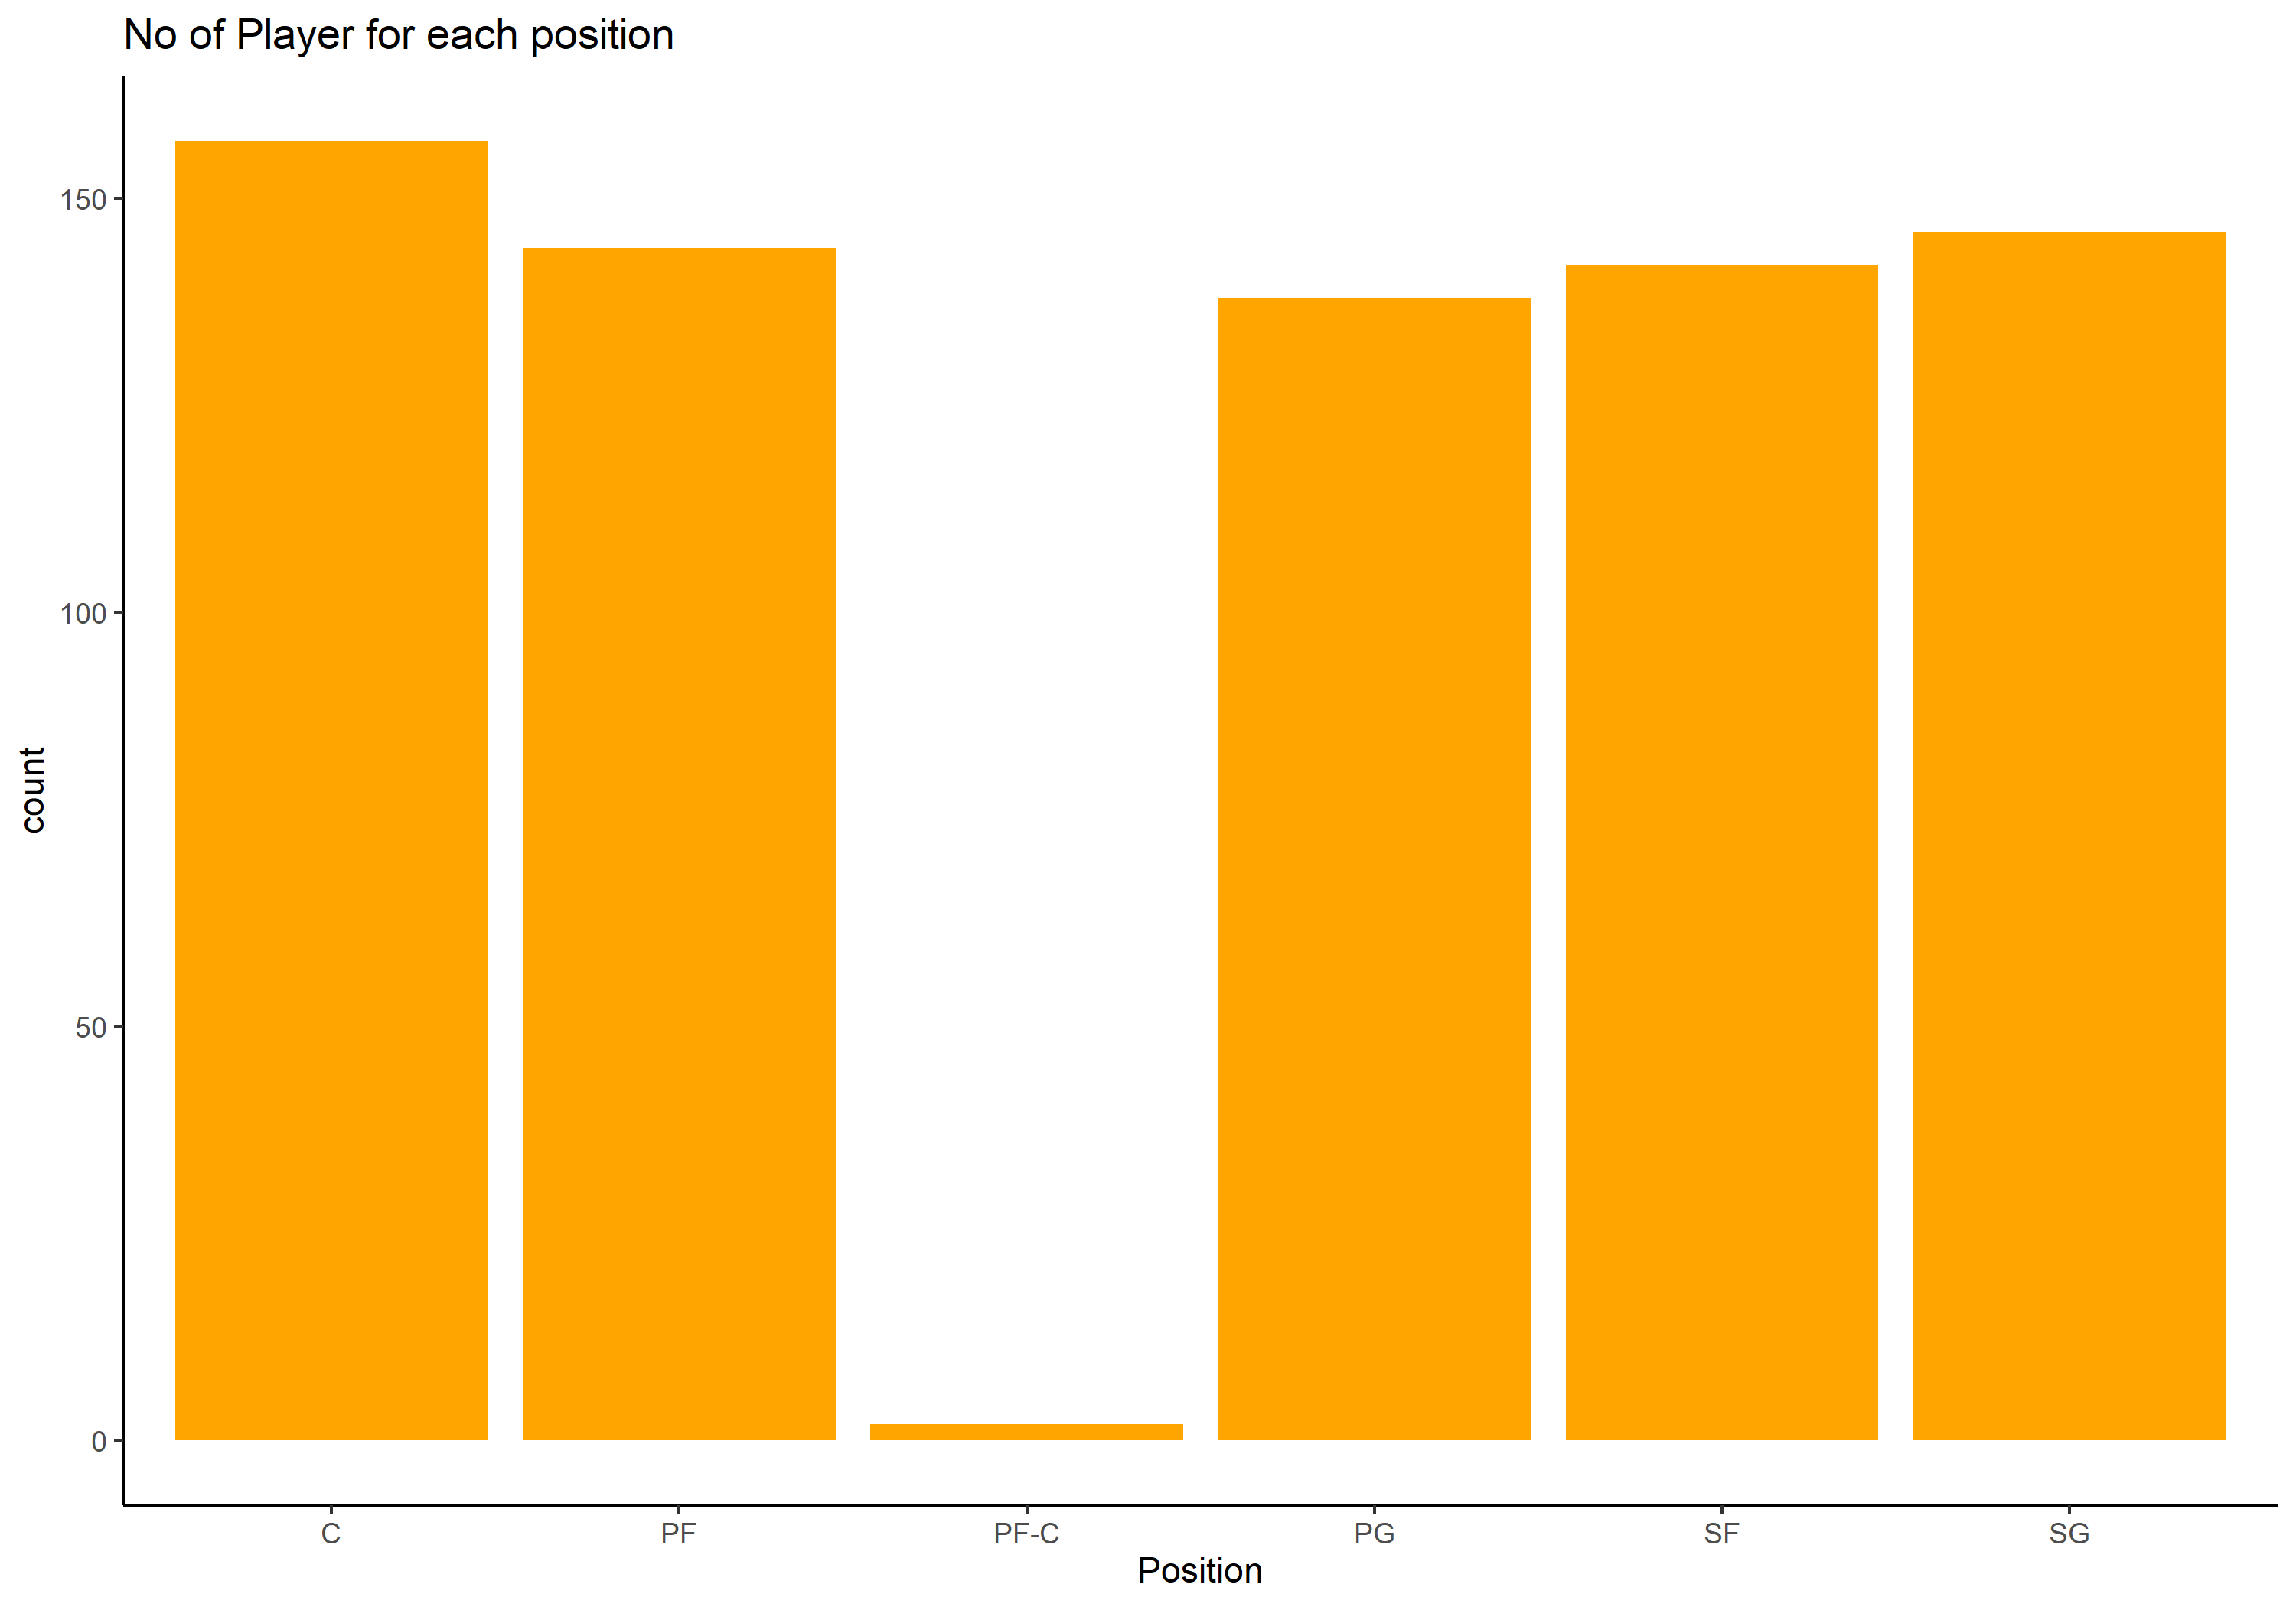 No of Player for each position
150
100
50
0
count
C PF PF-C PG SF SG
Position